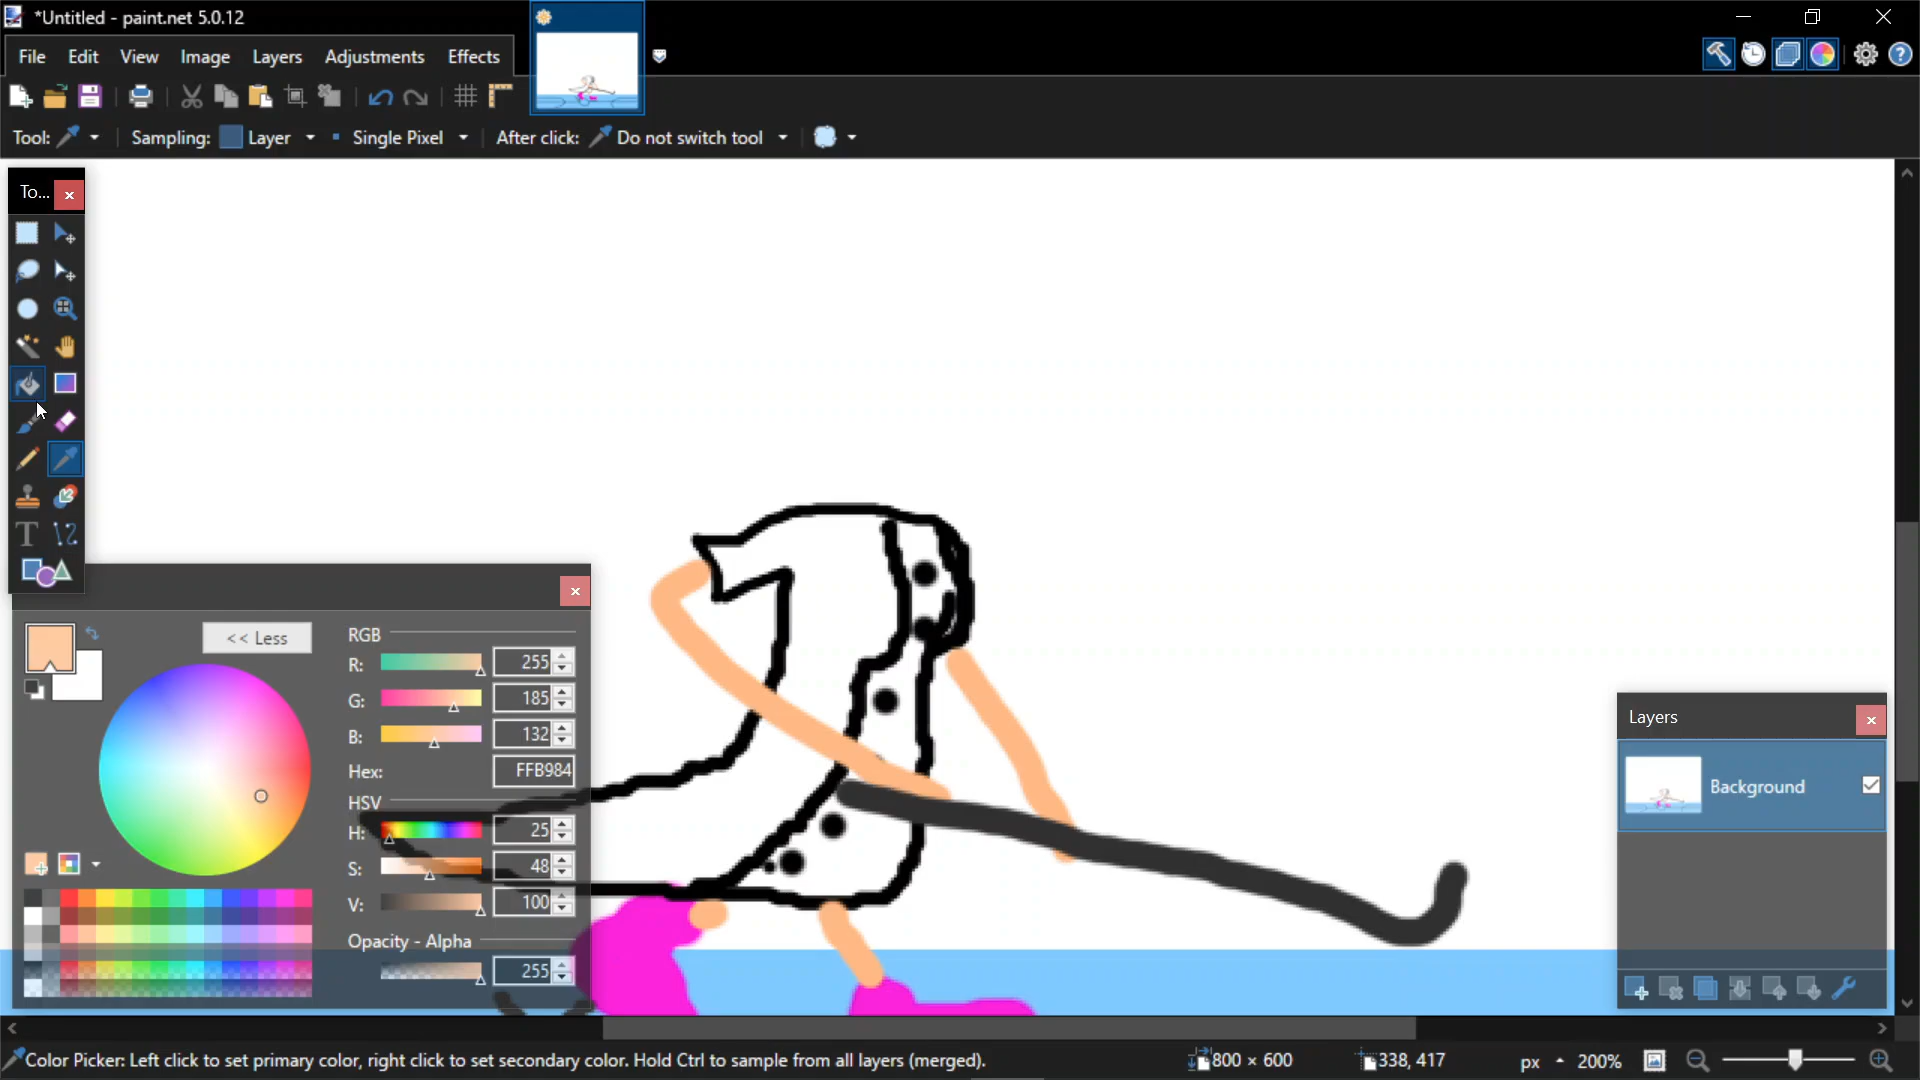 *Untitled - paint.net 5.0.12
File Edit View Image Layers Adjustments Effects
Tool: Sampling: Layer Single Pixel After click: Do not switch tool
To...
<< Less
RGB
R: 255
G: 185
B: 132
Hex: FFB984
HSV
H: 25
S: 48
V: 100
Opacity - Alpha
255
Layers
Background
Color Picker: Left click to set primary color, right click to set secondary color. Hold Ctrl to sample from all layers (merged). 800 × 600 338, 417 px 200%